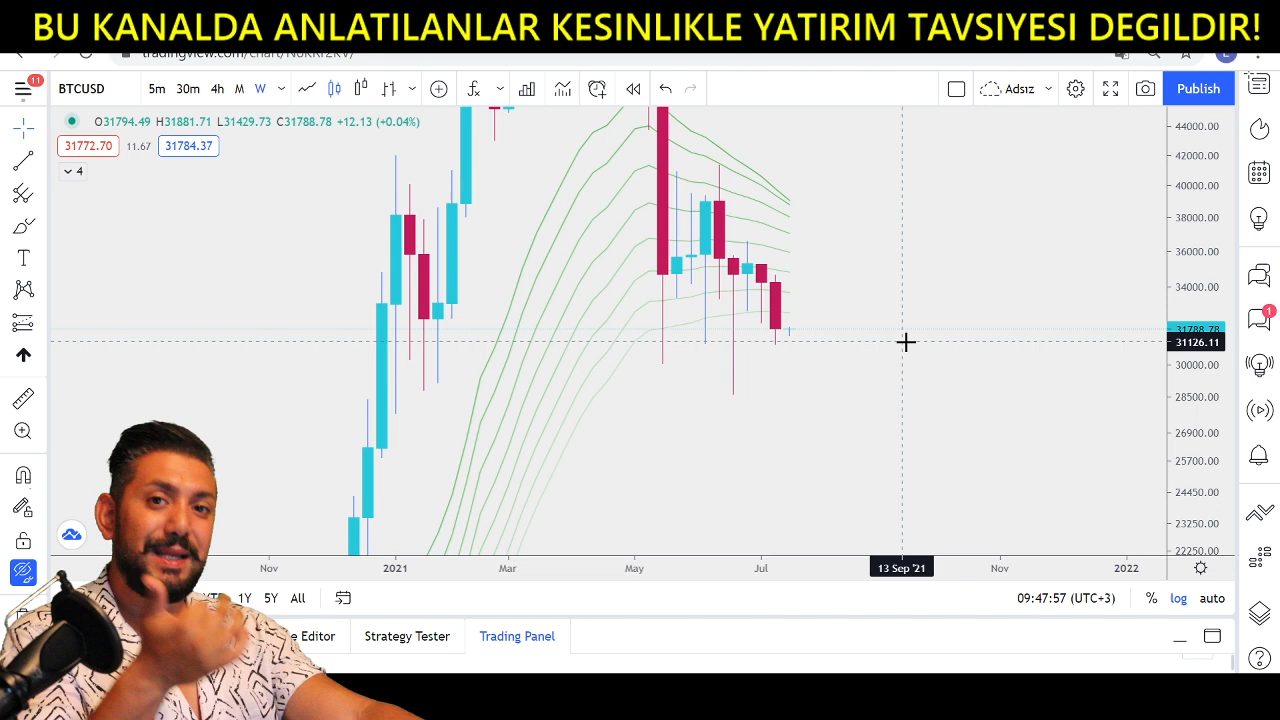 BU KANALDA ANLATILANLAR KESINLIKLE YATIRIM TAVSIYESI DEGILDIR!
11
BTCUSD 5m 30m 4h M W Adsız Publish
O31794.49 H31881.71 L31429.73 C31788.78 +12.13 (+0.04%)
31772.70 11.67 31784.37
4
44000.00
42000.00
40000.00
38000.00
36000.00
34000.00
31788.78
31126.11
30000.00
28500.00
26900.00
25700.00
24450.00
23250.00
22250.00
1
Nov 2021 Mar May Jul 13 Sep '21 Nov 2022
1Y 5Y All 09:47:57 (UTC+3) % log auto
Editor Strategy Tester Trading Panel